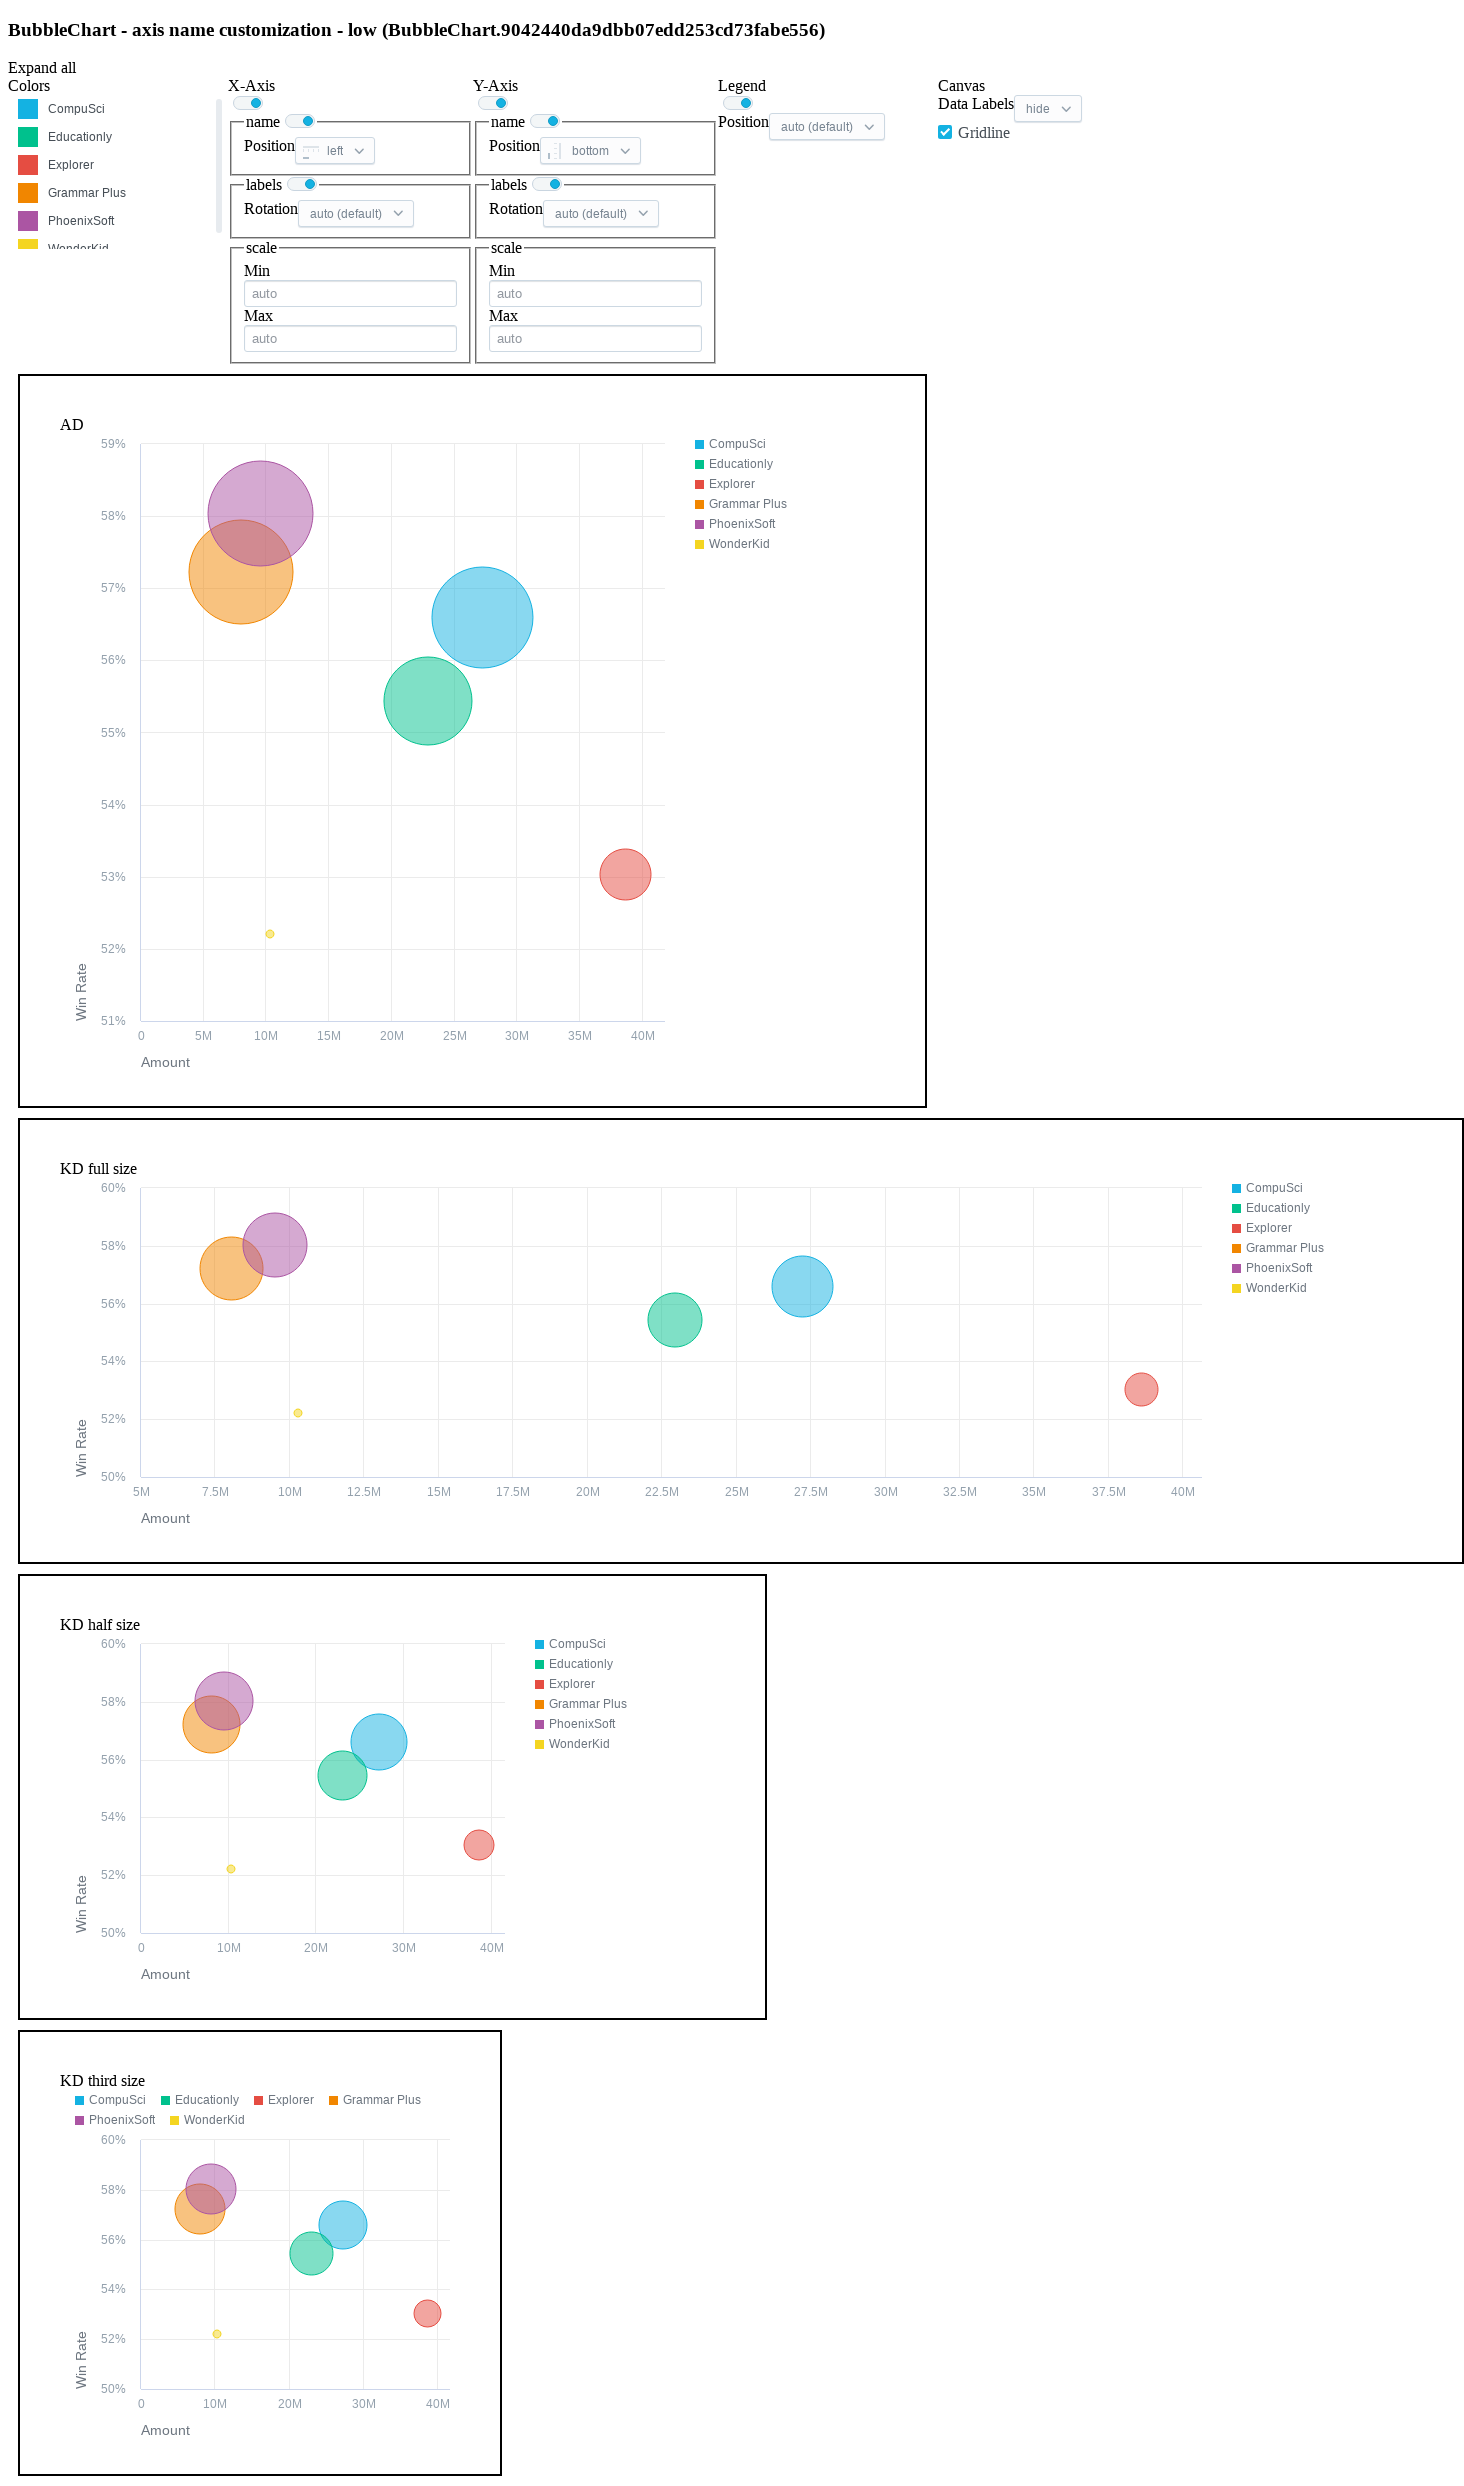 BubbleChart - axis name customization - low (BubbleChart.9042440da9dbb07edd253cd73fabe556)
Expand all
Colors
CompuSci
Educationly
Explorer
Grammar Plus
PhoenixSoft
WonderKid
X-Axis
name
Position left
labels
Rotation auto (default)
scale
Min
auto
Max
auto
Y-Axis
name
Position bottom
labels
Rotation auto (default)
scale
Min
auto
Max
auto
Legend
Position auto (default)
Canvas
Data Labels hide
Gridline
AD
59%
58%
57%
56%
55%
54%
53%
52%
51%
Win Rate
0 5M 10M 15M 20M 25M 30M 35M 40M
Amount
CompuSci
Educationly
Explorer
Grammar Plus
PhoenixSoft
WonderKid
KD full size
60%
58%
56%
54%
52%
50%
Win Rate
5M 7.5M 10M 12.5M 15M 17.5M 20M 22.5M 25M 27.5M 30M 32.5M 35M 37.5M 40M
Amount
CompuSci
Educationly
Explorer
Grammar Plus
PhoenixSoft
WonderKid
KD half size
60%
58%
56%
54%
52%
50%
Win Rate
0 10M 20M 30M 40M
Amount
CompuSci
Educationly
Explorer
Grammar Plus
PhoenixSoft
WonderKid
KD third size
CompuSci Educationly Explorer Grammar Plus
PhoenixSoft WonderKid
60%
58%
56%
54%
52%
50%
Win Rate
0 10M 20M 30M 40M
Amount